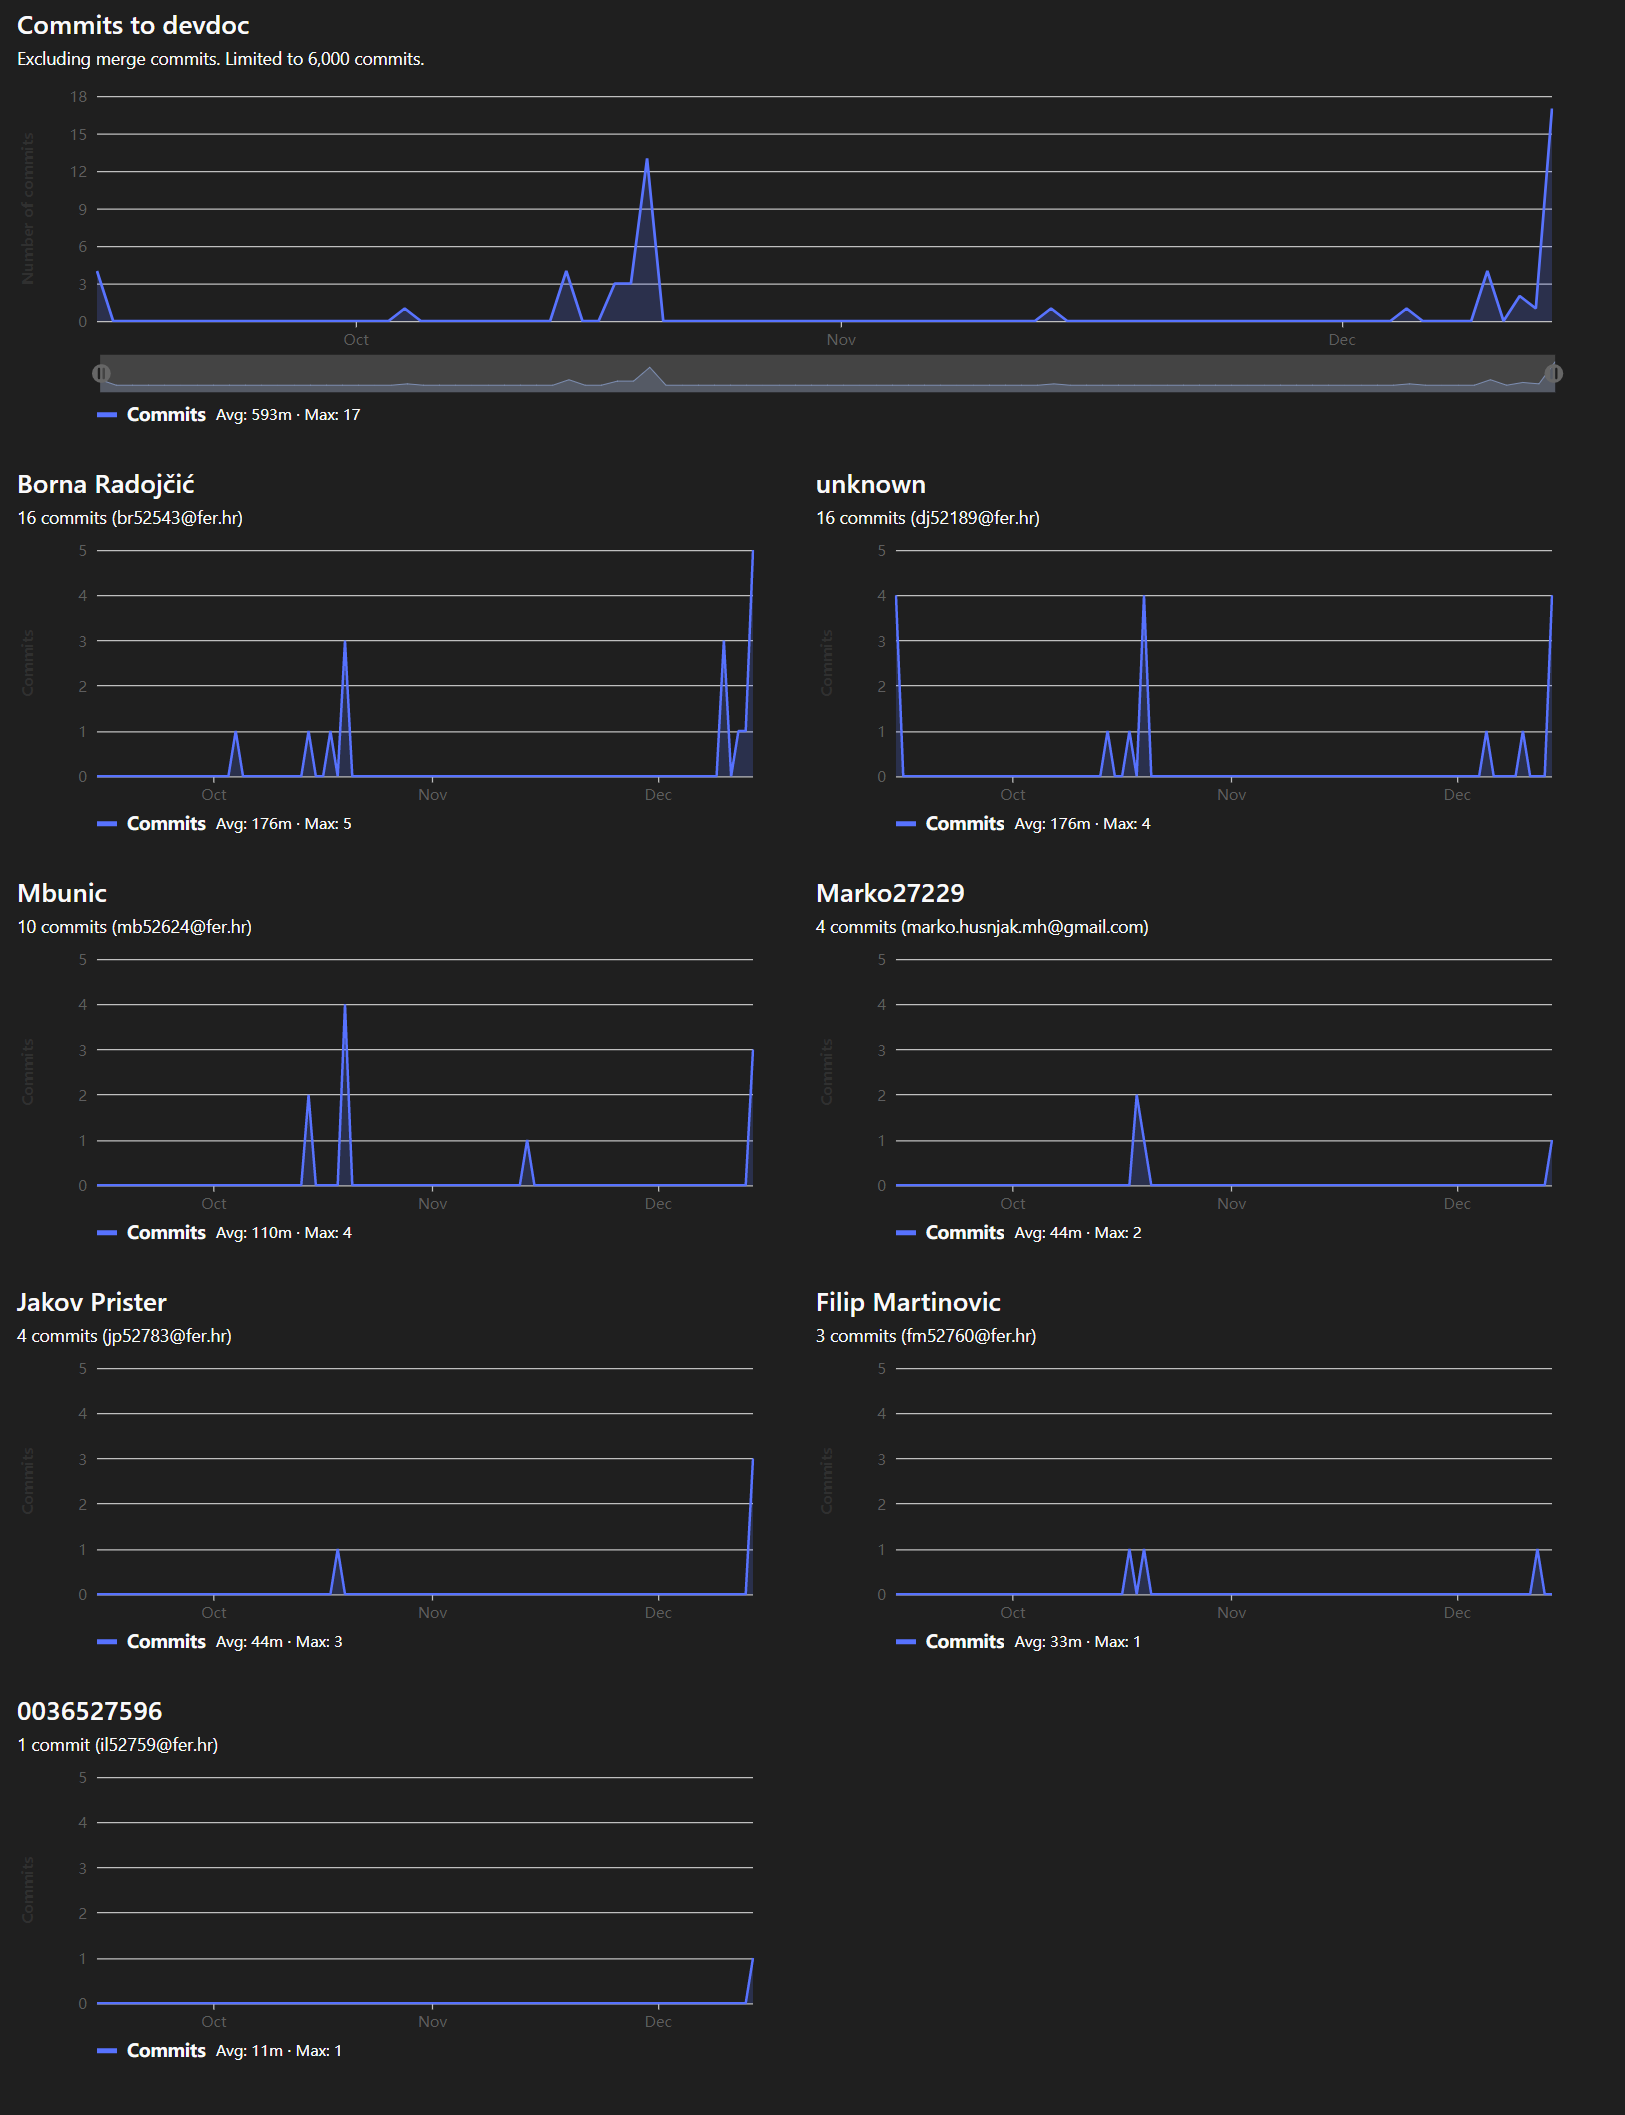 Commits to devdoc
Excluding merge commits. Limited to 6,000 commits.
Number of commits
18
15
12
9
6
3
0
Oct Nov Dec
Commits Avg: 593m · Max: 17
Borna Radojčić
16 commits (br52543@fer.hr)
Commits
5
4
3
2
1
0
Oct Nov Dec
Commits Avg: 176m · Max: 5
unknown
16 commits (dj52189@fer.hr)
Commits
5
4
3
2
1
0
Oct Nov Dec
Commits Avg: 176m · Max: 4
Mbunic
10 commits (mb52624@fer.hr)
Commits
5
4
3
2
1
0
Oct Nov Dec
Commits Avg: 110m · Max: 4
Marko27229
4 commits (marko.husnjak.mh@gmail.com)
Commits
5
4
3
2
1
0
Oct Nov Dec
Commits Avg: 44m · Max: 2
Jakov Prister
4 commits (jp52783@fer.hr)
Commits
5
4
3
2
1
0
Oct Nov Dec
Commits Avg: 44m · Max: 3
Filip Martinovic
3 commits (fm52760@fer.hr)
Commits
5
4
3
2
1
0
Oct Nov Dec
Commits Avg: 33m · Max: 1
0036527596
1 commit (il52759@fer.hr)
Commits
5
4
3
2
1
0
Oct Nov Dec
Commits Avg: 11m · Max: 1